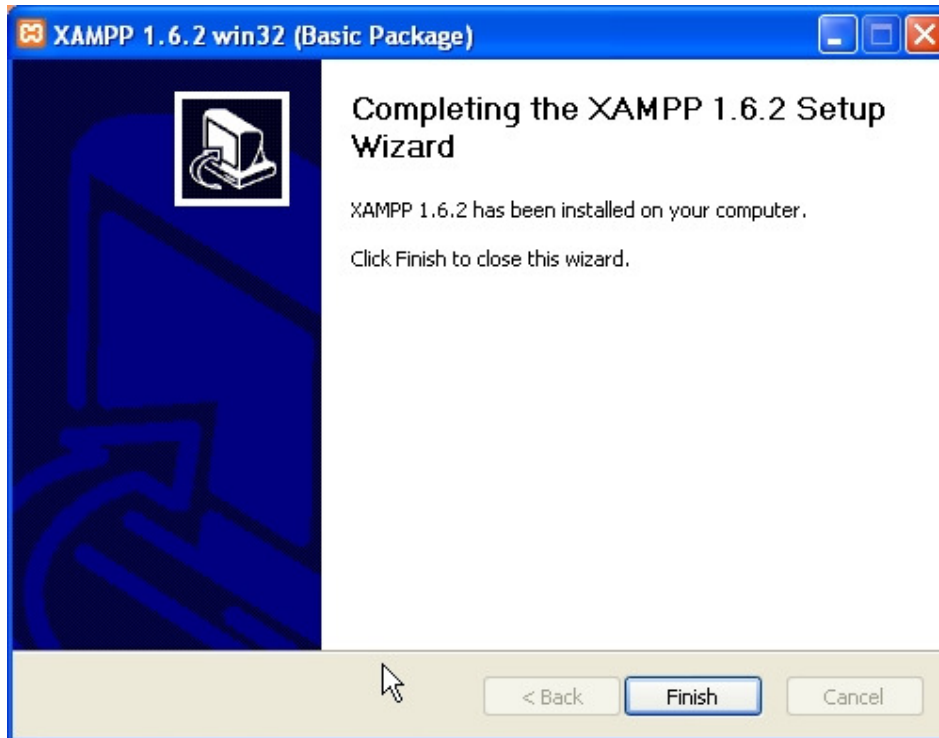 XAMPP 1.6.2 win32 (Basic Package)
Completing the XAMPP 1.6.2 Setup
Wizard
XAMPP 1.6.2 has been installed on your computer.
Click Finish to close this wizard.
< Back
Finish
Cancel